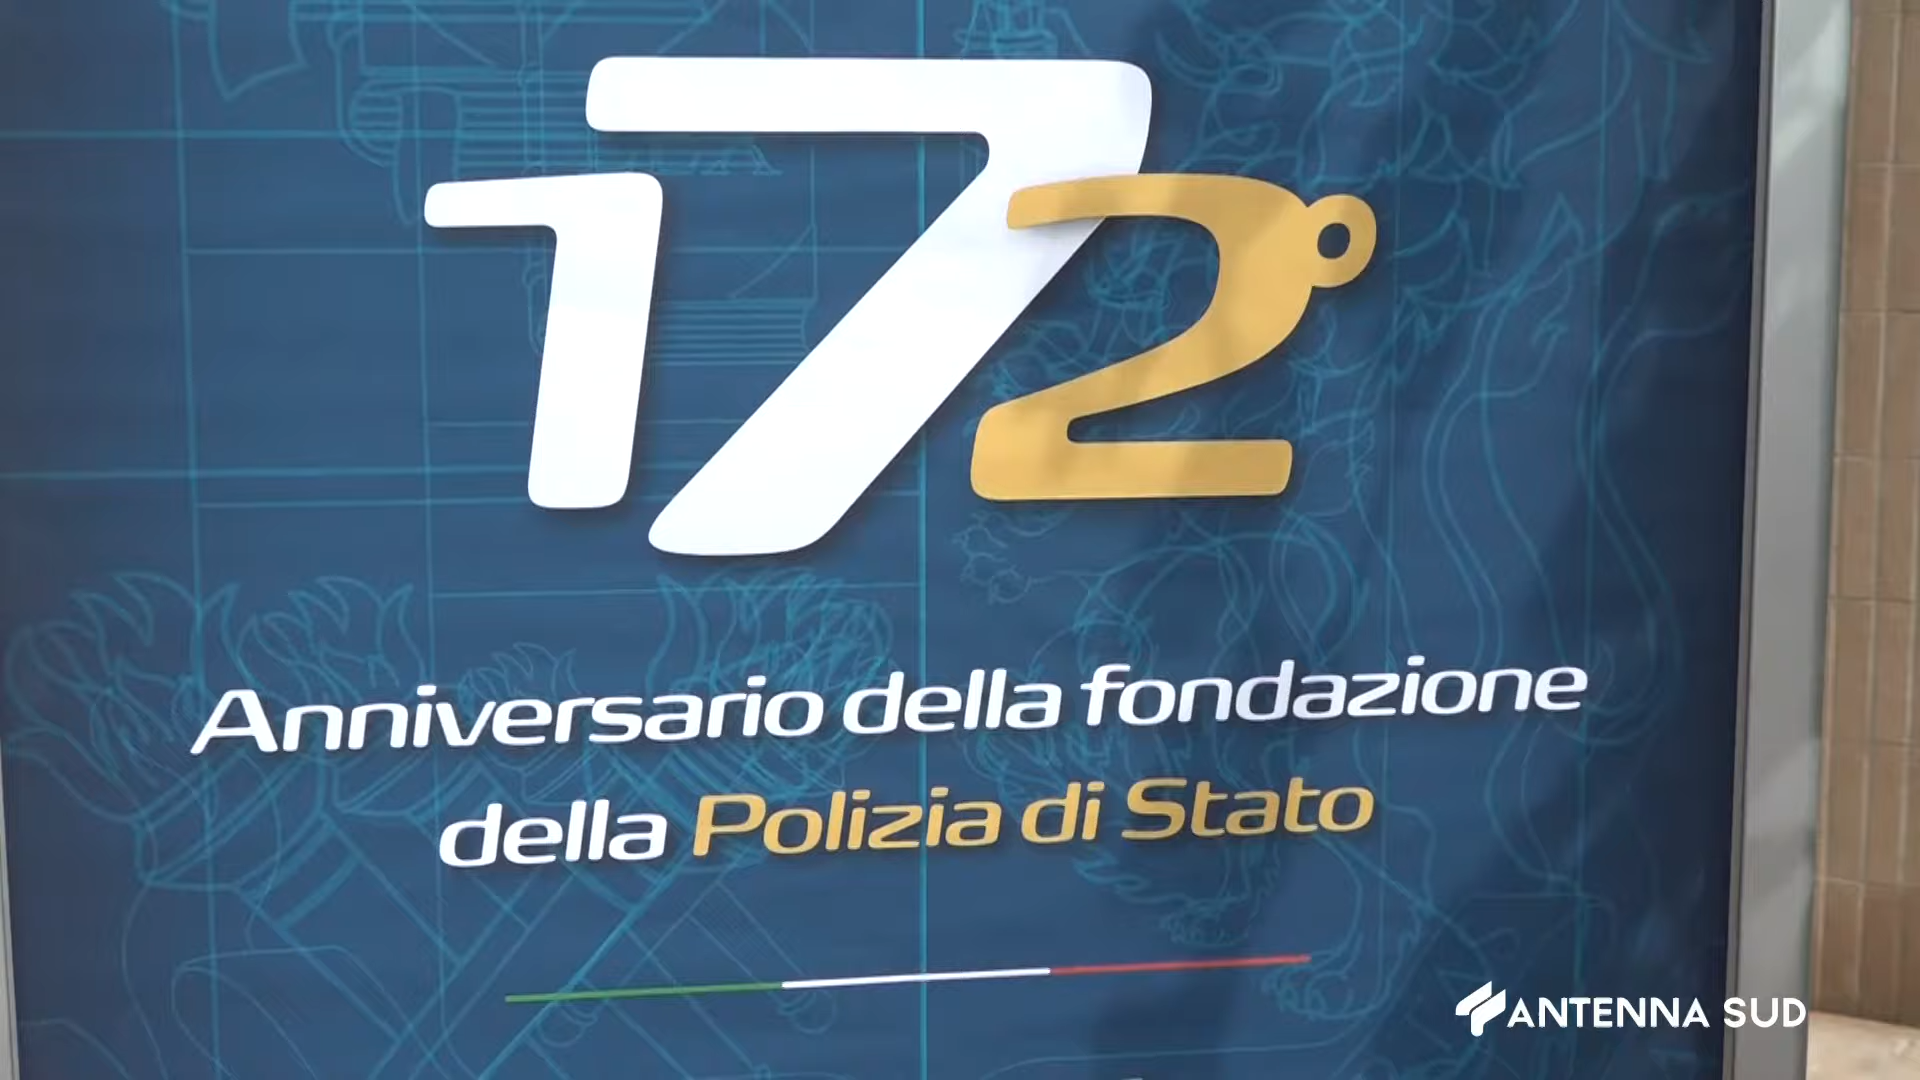 172°
Anniversario della fondazione
della Polizia di Stato
ANTENNA SUD